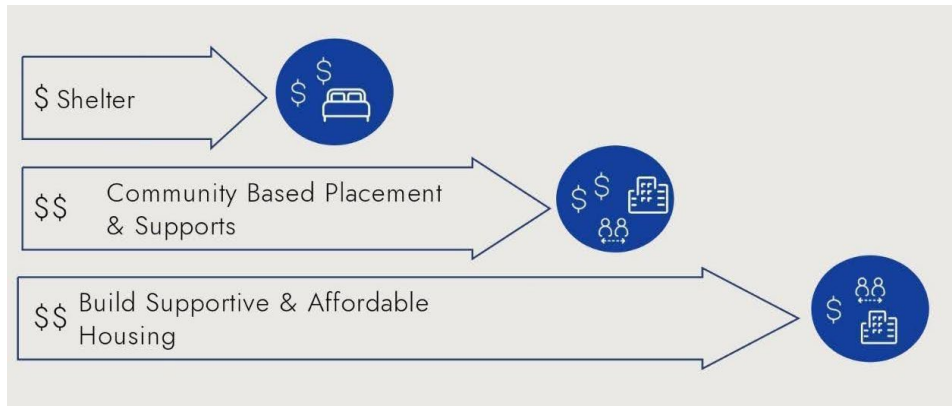 $ Shelter
$ $
$$ Community Based Placement
& Supports
$ $
$$ Build Supportive & Affordable
Housing
$